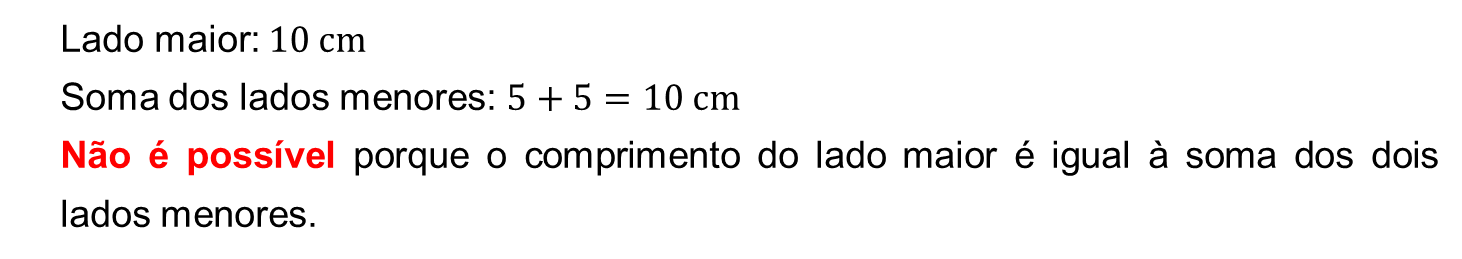 Lado maior: 10 cm
Soma dos lados menores: 5 + 5 = 10 cm
Não é possível porque o comprimento do lado maior é igual à soma dos dois
lados menores.